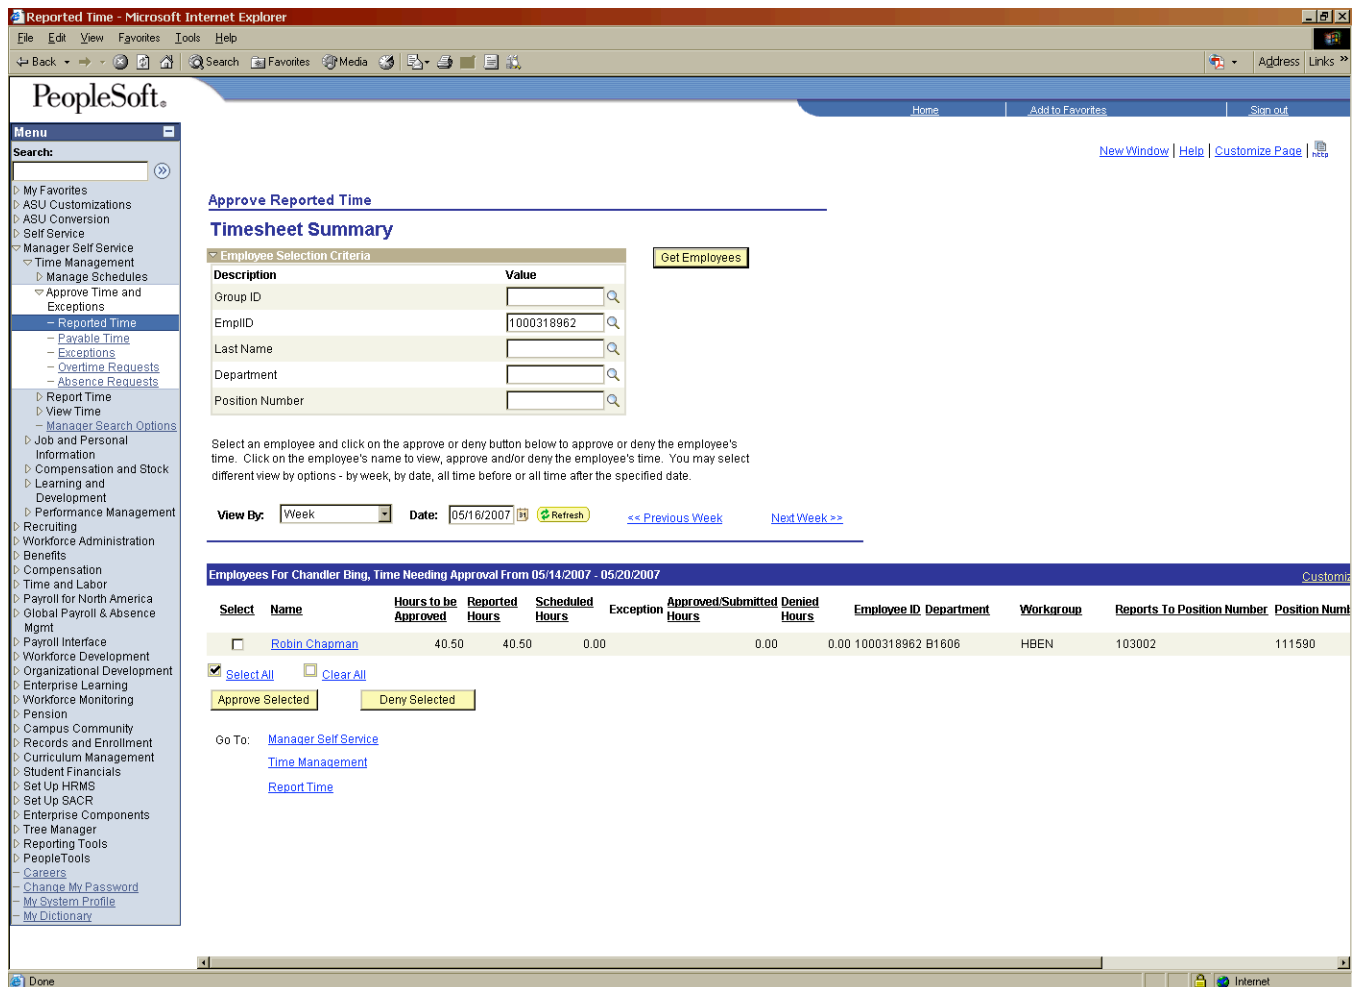 Reported Time - Microsoft Internet Explorer
File Edit View Favorites Tools Help
Back Search Favorites Media Address Links »
PeopleSoft®
Home Add to Favorites Sign out
New Window | Help | Customize Page | http
Menu
Search:
My Favorites
ASU Customizations
ASU Conversion
Self Service
Manager Self Service
Time Management
Manage Schedules
Approve Time and
Exceptions
– Reported Time
– Payable Time
– Exceptions
– Overtime Requests
– Absence Requests
Report Time
View Time
– Manager Search Options
Job and Personal
Information
Compensation and Stock
Learning and
Development
Performance Management
Recruiting
Workforce Administration
Benefits
Compensation
Time and Labor
Payroll for North America
Global Payroll & Absence
Mgmt
Payroll Interface
Workforce Development
Organizational Development
Enterprise Learning
Workforce Monitoring
Pension
Campus Community
Records and Enrollment
Curriculum Management
Student Financials
Set Up HRMS
Set Up SACR
Enterprise Components
Tree Manager
Reporting Tools
PeopleTools
– Careers
– Change My Password
– My System Profile
– My Dictionary
Approve Reported Time
Timesheet Summary
Employee Selection Criteria
Get Employees
Description Value
Group ID
EmplID 1000318962
Last Name
Department
Position Number
Select an employee and click on the approve or deny button below to approve or deny the employee's
time. Click on the employee's name to view, approve and/or deny the employee's time. You may select
different view by options - by week, by date, all time before or all time after the specified date.
View By: Week Date: 05/16/2007 Refresh << Previous Week Next Week >>
Employees For Chandler Bing, Time Needing Approval From 05/14/2007 - 05/20/2007
Customiz
Select Name Hours to be Approved Reported Hours Scheduled Hours Exception Approved/Submitted Hours Denied Hours Employee ID Department Workgroup Reports To Position Number Position Numb
Robin Chapman 40.50 40.50 0.00 0.00 0.00 1000318962 B1606 HBEN 103002 111590
Select All Clear All
Approve Selected Deny Selected
Go To: Manager Self Service
Time Management
Report Time
Done Internet